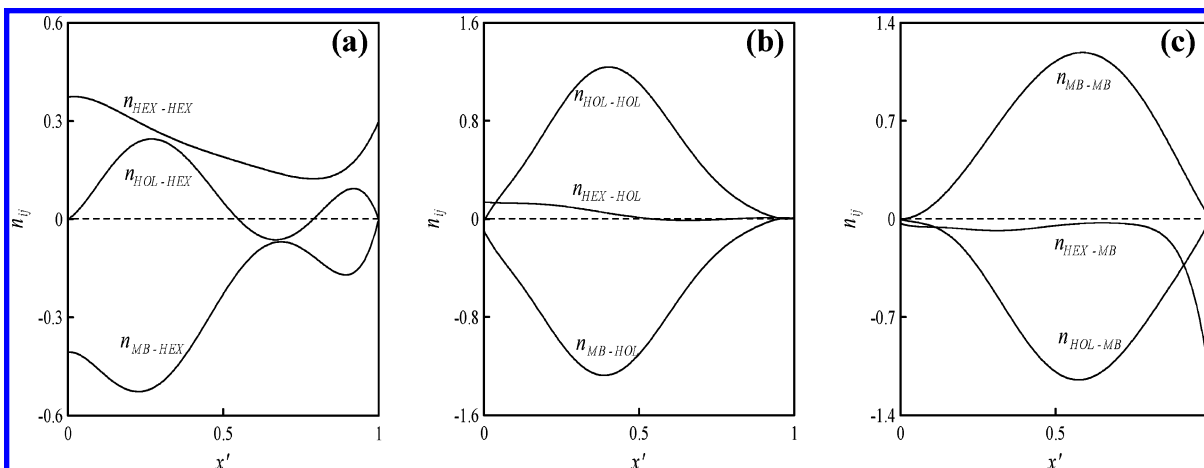 0.6
0.3
0
-0.3
-0.6
n_ij
(a)
n_HEX-HEX
n_HOL-HEX
n_MB-HEX
0
0.5
1
x'
1.6
0.8
0
-0.8
-1.6
(b)
n_HOL-HOL
n_HEX-HOL
n_MB-HOL
0
0.5
1
x'
1.4
0.7
0
-0.7
-1.4
n_ij
(c)
n_MB-MB
n_HEX-MB
n_HOL-MB
0
0.5
x'